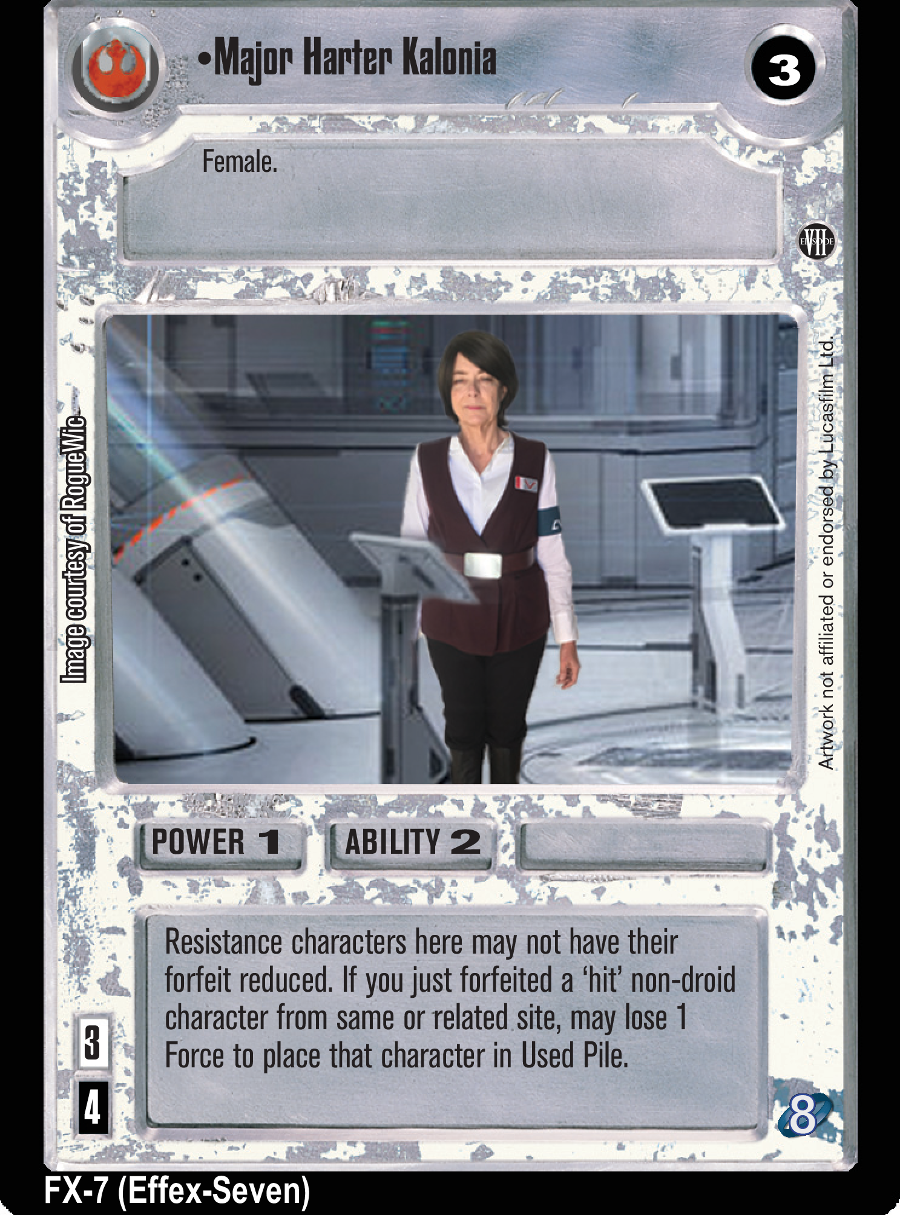 •Major Harter Kalonia
3
Female.
EPISODE
VII
Image courtesy of RogueWic
Artwork not affiliated or endorsed by Lucasfilm Ltd.
POWER 1
ABILITY 2
Resistance characters here may not have their
forfeit reduced. If you just forfeited a ‘hit’ non-droid
character from same or related site, may lose 1
Force to place that character in Used Pile.
3
4
8
FX-7 (Effex-Seven)